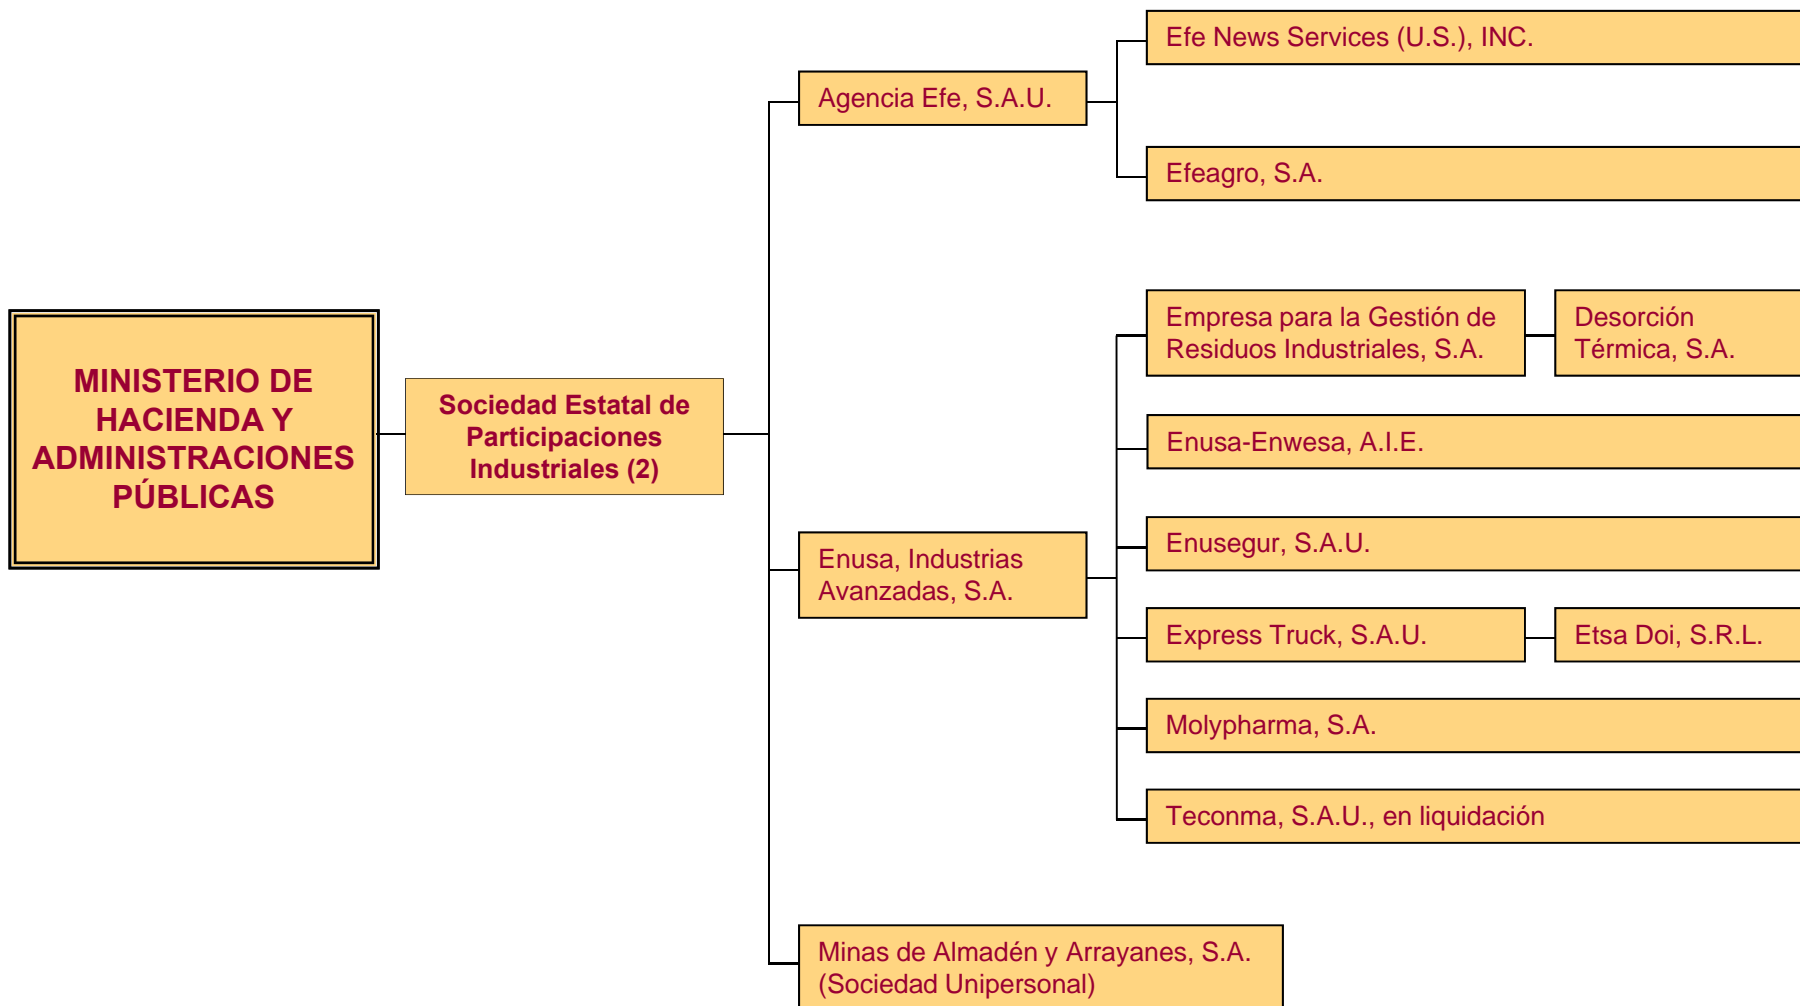 MINISTERIO DE
HACIENDA Y
ADMINISTRACIONES
PÚBLICAS
Sociedad Estatal de
Participaciones
Industriales (2)
Agencia Efe, S.A.U.
Efe News Services (U.S.), INC.
Efeagro, S.A.
Enusa, Industrias
Avanzadas, S.A.
Empresa para la Gestión de
Residuos Industriales, S.A.
Desorción
Térmica, S.A.
Enusa-Enwesa, A.I.E.
Enusegur, S.A.U.
Express Truck, S.A.U.
Etsa Doi, S.R.L.
Molypharma, S.A.
Teconma, S.A.U., en liquidación
Minas de Almadén y Arrayanes, S.A.
(Sociedad Unipersonal)